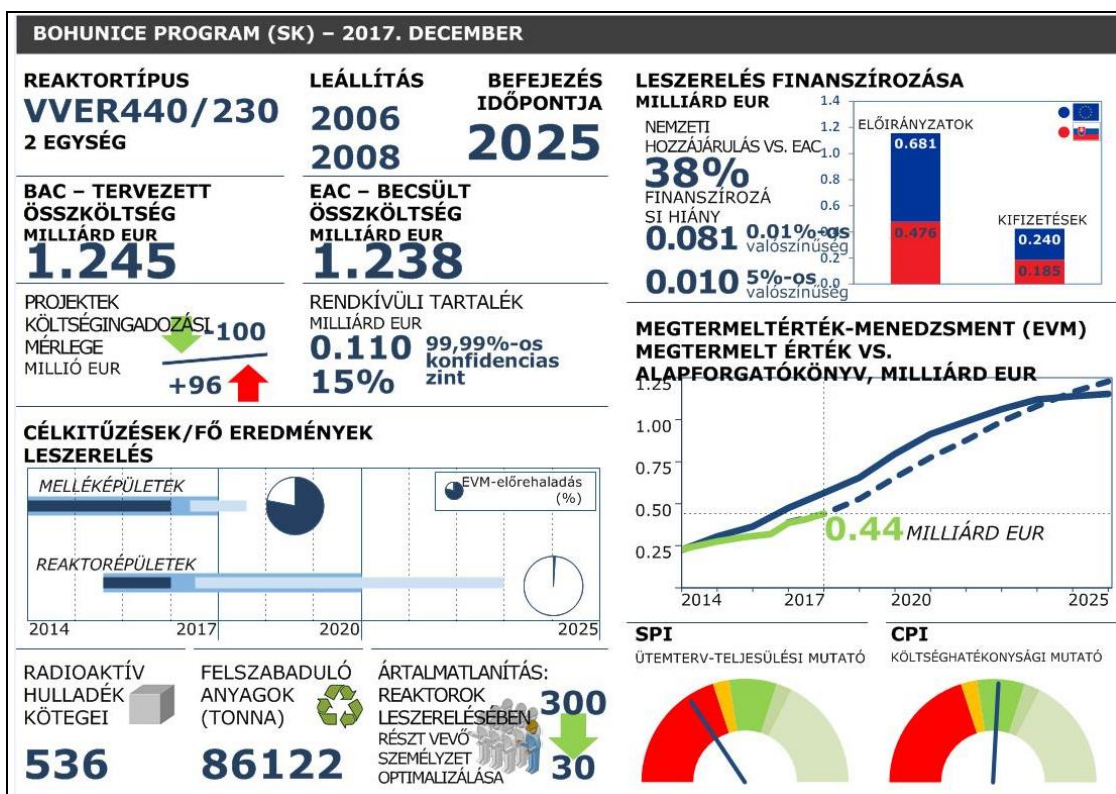 BOHUNICE PROGRAM (SK) – 2017. DECEMBER
REAKTORTÍPUS
VVER440/230
2 EGYSÉG
LEÁLLÍTÁS
2006
2008
BEFEJEZÉS
IDŐPONTJA
2025
BAC – TERVEZETT
ÖSSZKÖLTSÉG
MILLIÁRD EUR
1.245
EAC – BECSÜLT
ÖSSZKÖLTSÉG
MILLIÁRD EUR
1.238
PROJEKTEK
KÖLTSÉGINGADOZÁSI
MÉRLEGE
MILLIÓ EUR
-100
+96
RENDKÍVÜLI TARTALÉK
MILLIÁRD EUR
0.110
15%
99,99%-os
konfidencias
zint
CÉLKITŰZÉSEK/FŐ EREDMÉNYEK
LESZERELÉS
MELLÉKÉPÜLETEK
EVM-előrehaladás
(%)
REAKTORÉPÜLETEK
2014
2017
2020
2025
RADIOAKTÍV
HULLADÉK
KÖTEGEI
536
FELSZABADULÓ
ANYAGOK
(TONNA)
86122
ÁRTALMATLANÍTÁS:
REAKTOROK
LESZERELÉSÉBEN
RÉSZT VEVŐ
SZEMÉLYZET
OPTIMALIZÁLÁSA
300
30
LESZERELÉS FINANSZÍROZÁSA
MILLIÁRD EUR
NEMZETI
HOZZÁJÁRULÁS VS. EAC
38%
FINANSZÍROZÁ
SI HIÁNY
0.081 0.01%-os
valószínűség
0.010 5%-os
valószínűség
1.4
1.2
1.0
0.8
0.6
0.4
0.2
0.0
ELŐIRÁNYZATOK
0.681
0.476
KIFIZETÉSEK
0.240
0.185
MEGTERMELTÉRTÉK-MENEDZSMENT (EVM)
MEGTERMELT ÉRTÉK VS.
ALAPFORGATÓKÖNYV, MILLIÁRD EUR
1.25
1.00
0.75
0.50
0.25
0.44 MILLIÁRD EUR
2014
2017
2020
2025
SPI
ÜTEMTERV-TELJESÜLÉSI MUTATÓ
CPI
KÖLTSÉGHATÉKONYSÁGI MUTATÓ